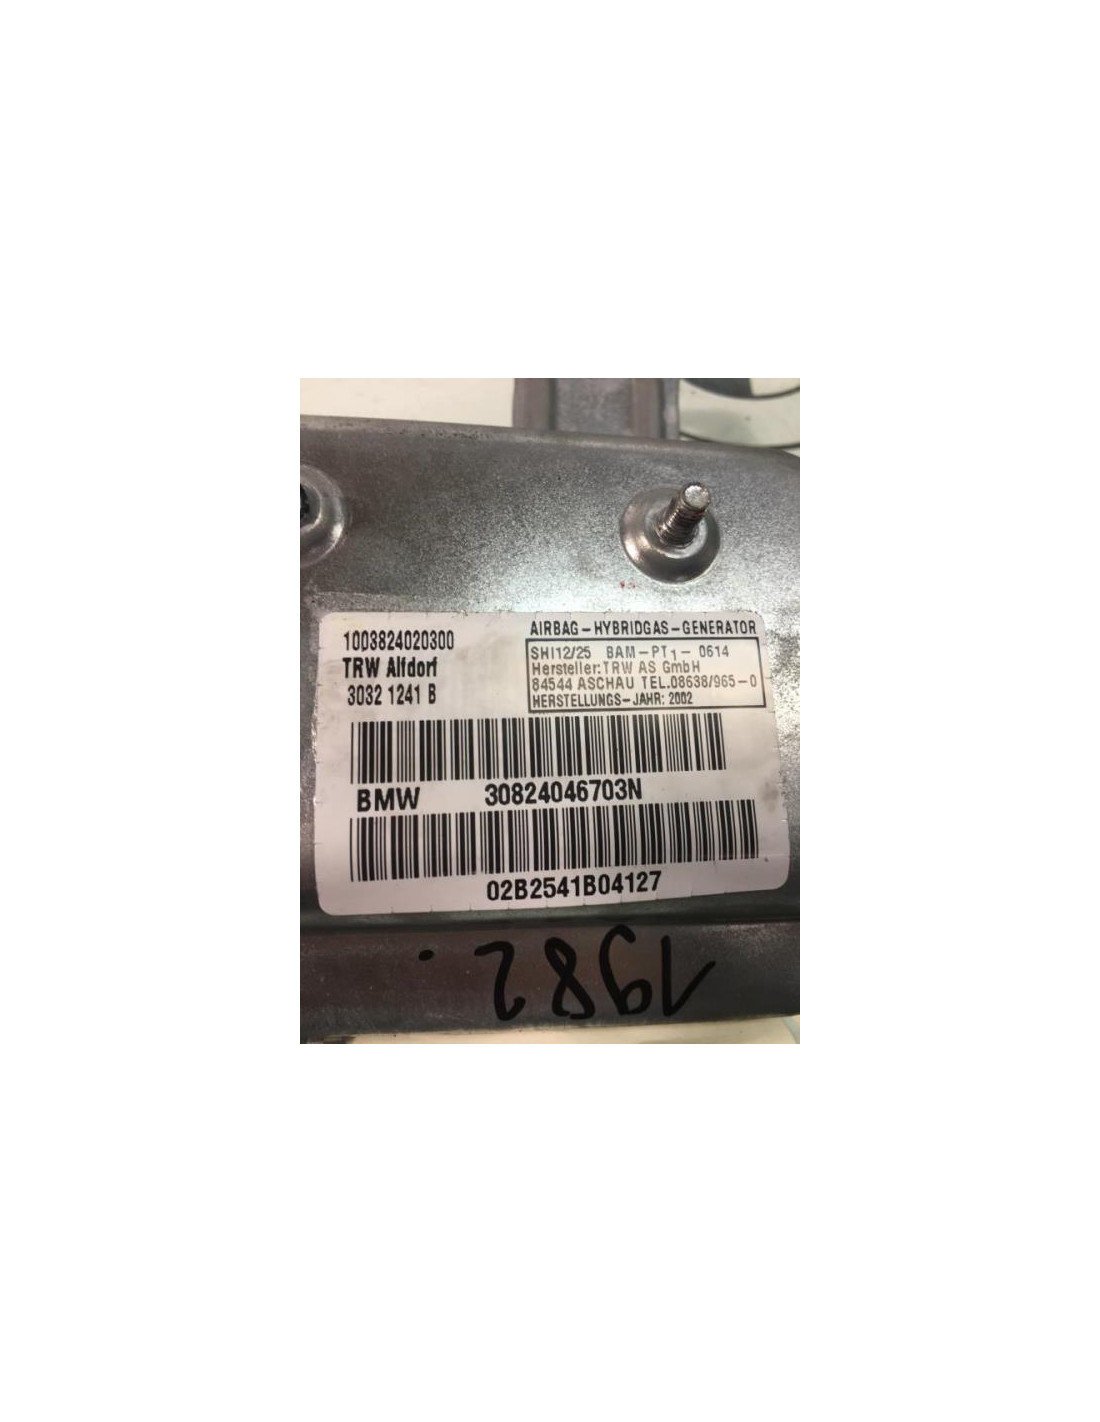 1003824020300
TRW Alfdorf
3032 1241 B
AIRBAG-HYBRIDGAS-GENERATOR
SHI12/25 BAM-PT1-0614
Hersteller: TRW AS GmbH
84544 ASCHAU TEL.08638/965-0
HERSTELLUNGS-JAHR: 2002
BMW 30824046703N
02B2541B04127
1982.